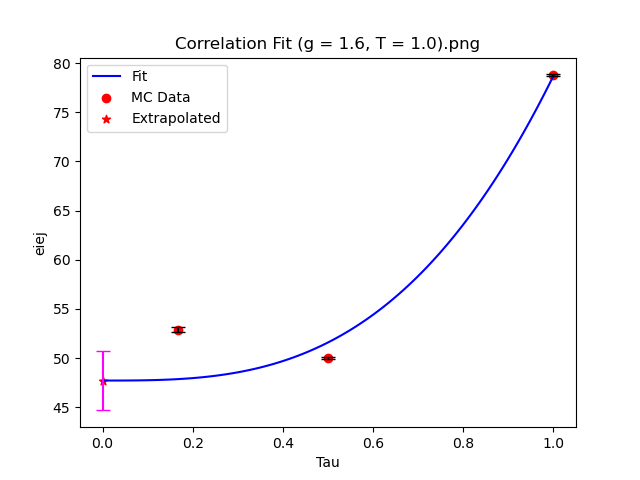 Correlation Fit (g = 1.6, T = 1.0).png
Fit
MC Data
Extrapolated
80
75
70
65
60
55
50
45
eiej
0.0 0.2 0.4 0.6 0.8 1.0
Tau